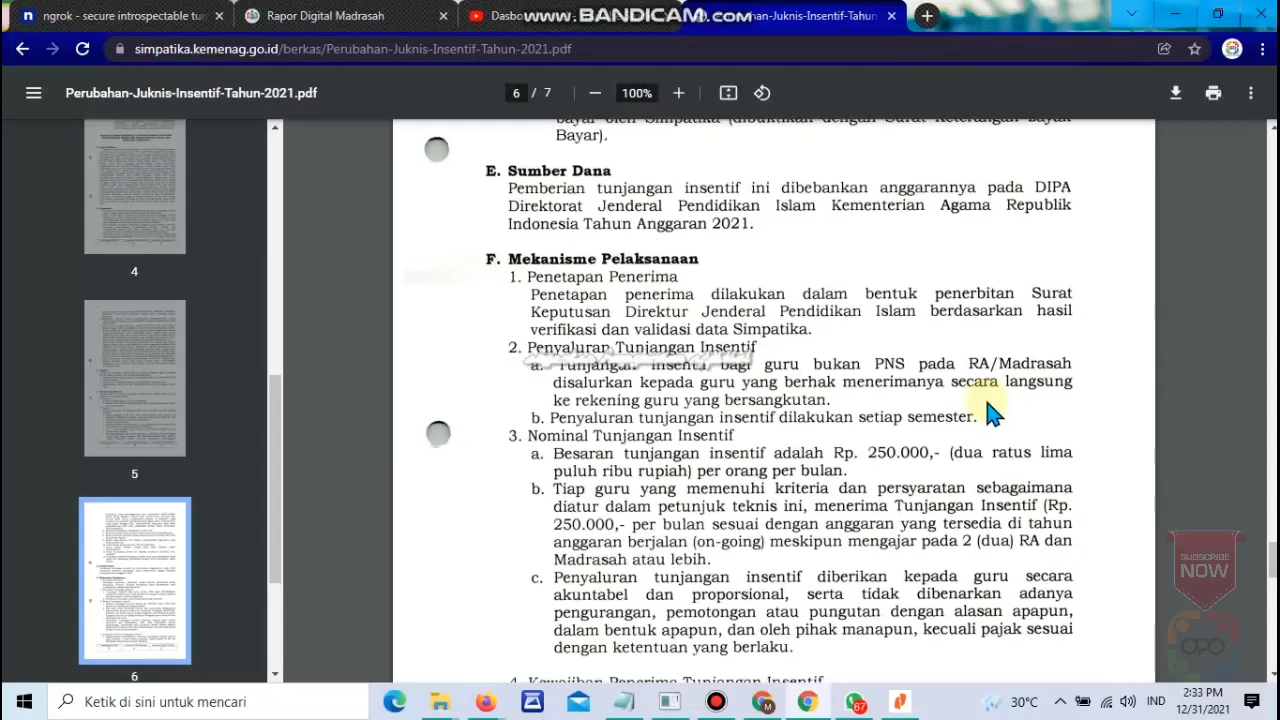 ngrok - secure introspectable tu
Rapor Digital Madrasah
Dasbo
www.BANDICAM.com
han-Juknis-Insentif-Tahun-
simpatika.kemenag.go.id/berkas/Perubahan-Juknis-Insentif-Tahun-2021.pdf
Perubahan-Juknis-Insentif-Tahun-2021.pdf
6 / 7
100%
4
5
6
Bayar).
E. Sumber Dana
Pemberian tunjangan insentif ini dibebankan anggarannya pada DIPA
Direktorat Jenderal Pendidikan Islam Kementerian Agama Republik
Indonesia Tahun Anggaran 2021.
F. Mekanisme Pelaksanaan
1. Penetapan Penerima
Penetapan penerima dilakukan dalam bentuk penerbitan Surat
Keputusan Direktur Jenderal Pendidikan Islam berdasarkan hasil
verifikasi dan validasi data Simpatika.
2. Penyaluran Tunjangan Insentif
a. Tunjangan insentif bagi guru bukan PNS pada RA/Madrasah
disalurkan kepada guru yang berhak menerimanya secara langsung
ke rekening guru yang bersangkutan.
b. Penyaluran tunjangan insentif dilakukan setiap semester.
3. Nominal Tunjangan Insentif
a. Besaran tunjangan insentif adalah Rp. 250.000,- (dua ratus lima
puluh ribu rupiah) per orang per bulan.
b. Tiap guru yang memenuhi kriteria dan persyaratan sebagaimana
diatur dalam petunjuk teknis ini, menerima Tunjangan Insentif (Rp.
250.000,- per bulan sesuai dengan anggaran yang tersedia di tahun
anggaran berjalan (on-going) meskipun mengajar pada 2 (dua) RA dan
Madrasah atau lebih.
c. Penyaluran tunjangan insentif diberikan kepada guru secara
akuntabel dan proporsional, serta tidak dibenarkan adanya
pengurangan, pemotongan atau iuran dengan alasan apapun,
dalam bentuk apapun, dan oleh pihak manapun, kecuali pajak sesuai
dengan ketentuan yang berlaku.
4. Kewajiban Penerima Tunjangan Insentif
SUBSCRIBE
NOW
Ketik di sini untuk mencari
67
30°C
IND
2:33 PM
12/31/2021